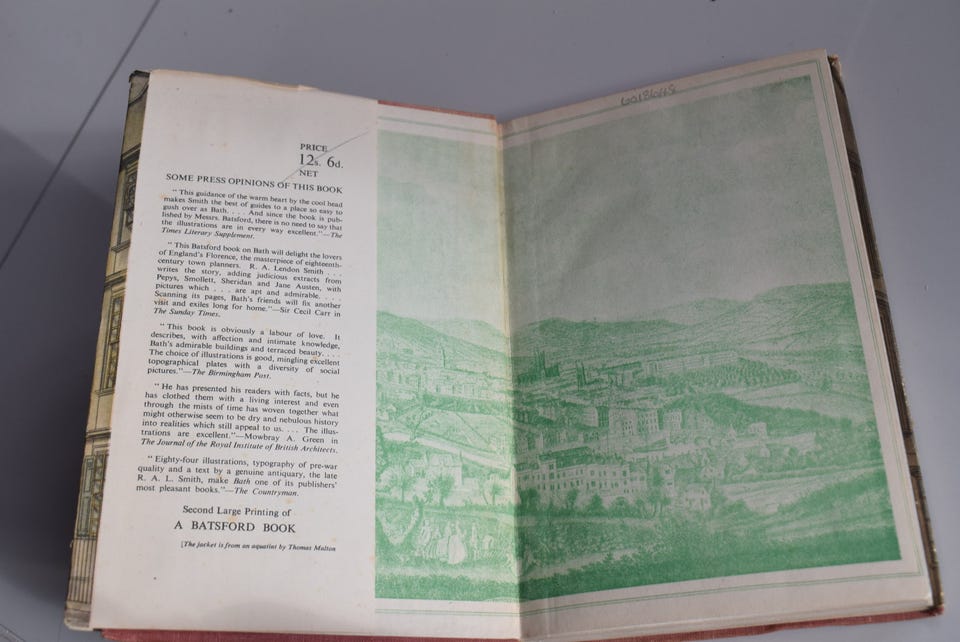 PRICE
12s. 6d.
NET
SOME PRESS OPINIONS OF THIS BOOK
" This guidance of the warm heart by the cool head
makes Smith the best of guides to a place so easy to
gush over as Bath. . . . And since the book is pub-
lished by Messrs. Batsford, there is no need to say that
the illustrations are in every way excellent."—The
Times Literary Supplement.
" This Batsford book on Bath will delight the lovers
of England's Florence, the masterpiece of eighteenth-
century town planners. R. A. Lendon Smith . . .
writes the story, adding judicious extracts from
Pepys, Smollett, Sheridan and Jane Austen, with
pictures which . . . are apt and admirable. . . .
Scanning its pages, Bath's friends will fix another
visit and exiles long for home."—Sir Cecil Carr in
The Sunday Times.
" This book is obviously a labour of love. It
describes, with affection and intimate knowledge,
Bath's admirable buildings and terraced beauty. . . .
The choice of illustrations is good, mingling excellent
topographical plates with a diversity of social
pictures."—The Birmingham Post.
" He has presented his readers with facts, but he
has clothed them with a living interest and even
through the mists of time has woven together what
might otherwise seem to be dry and nebulous history
into realities which still appeal to us. . . . The illus-
trations are excellent."—Mowbray A. Green in
The Journal of the Royal Institute of British Architects.
" Eighty-four illustrations, typography of pre-war
quality and a text by a genuine antiquary, the late
R. A. L. Smith, make Bath one of its publishers'
most pleasant books."—The Countryman.
Second Large Printing of
A BATSFORD BOOK
[The jacket is from an aquatint by Thomas Malton